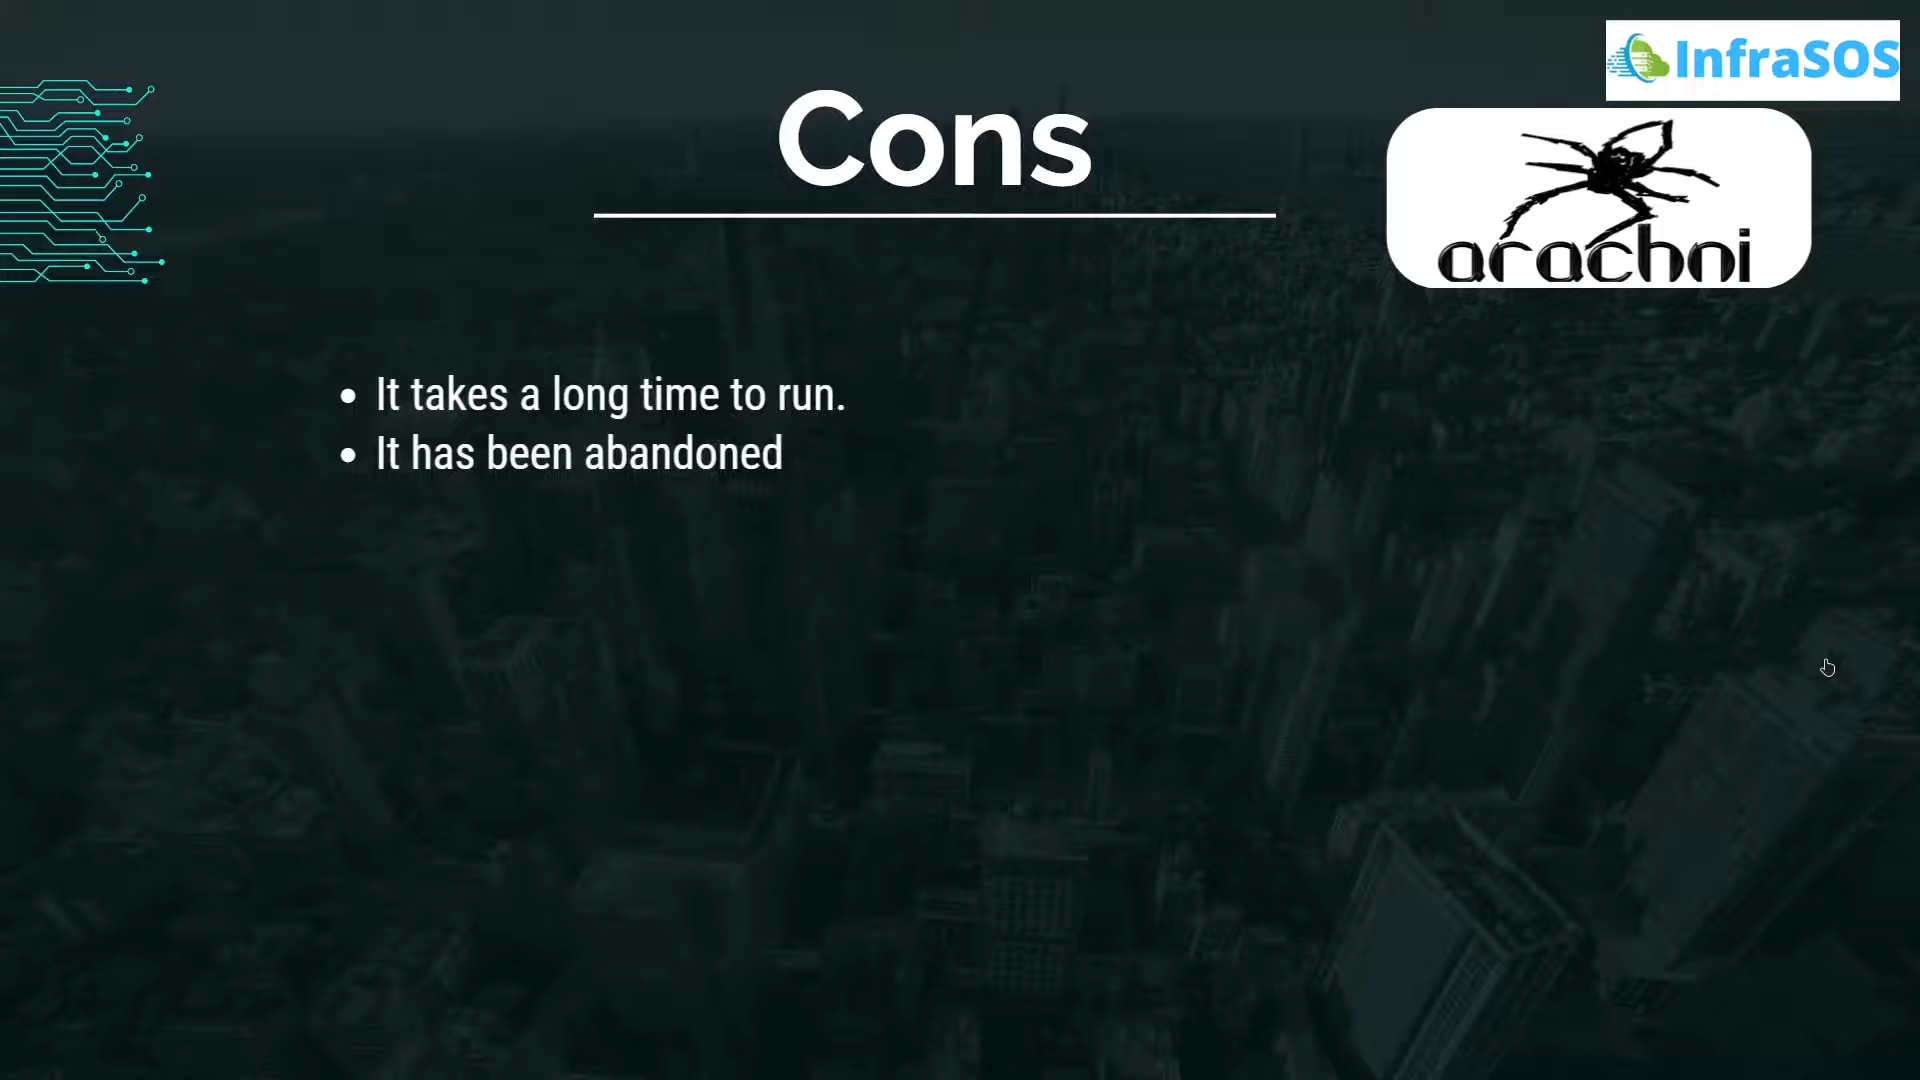 InfraSOS
Cons
arachni
It takes a long time to run.
It has been abandoned